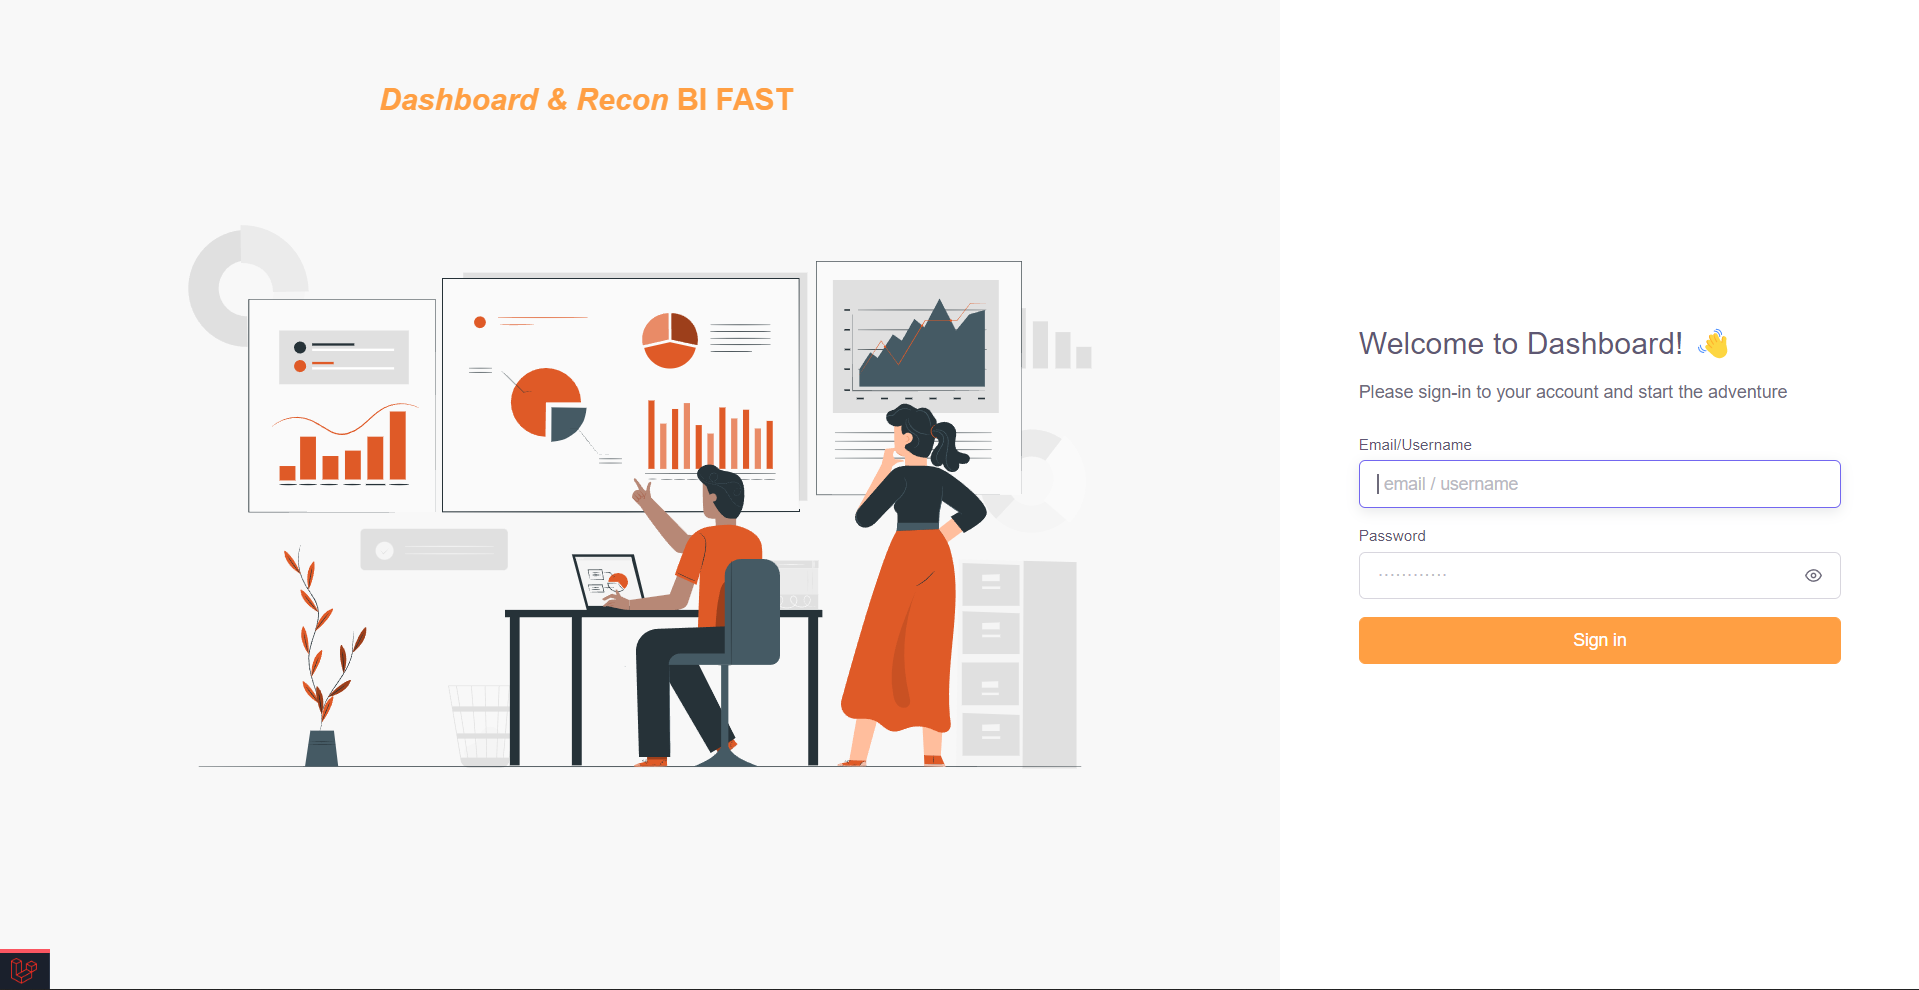 Dashboard & Recon BI FAST
Welcome to Dashboard! 👋
Please sign-in to your account and start the adventure
Email/Username
email / username
Password
············
Sign in